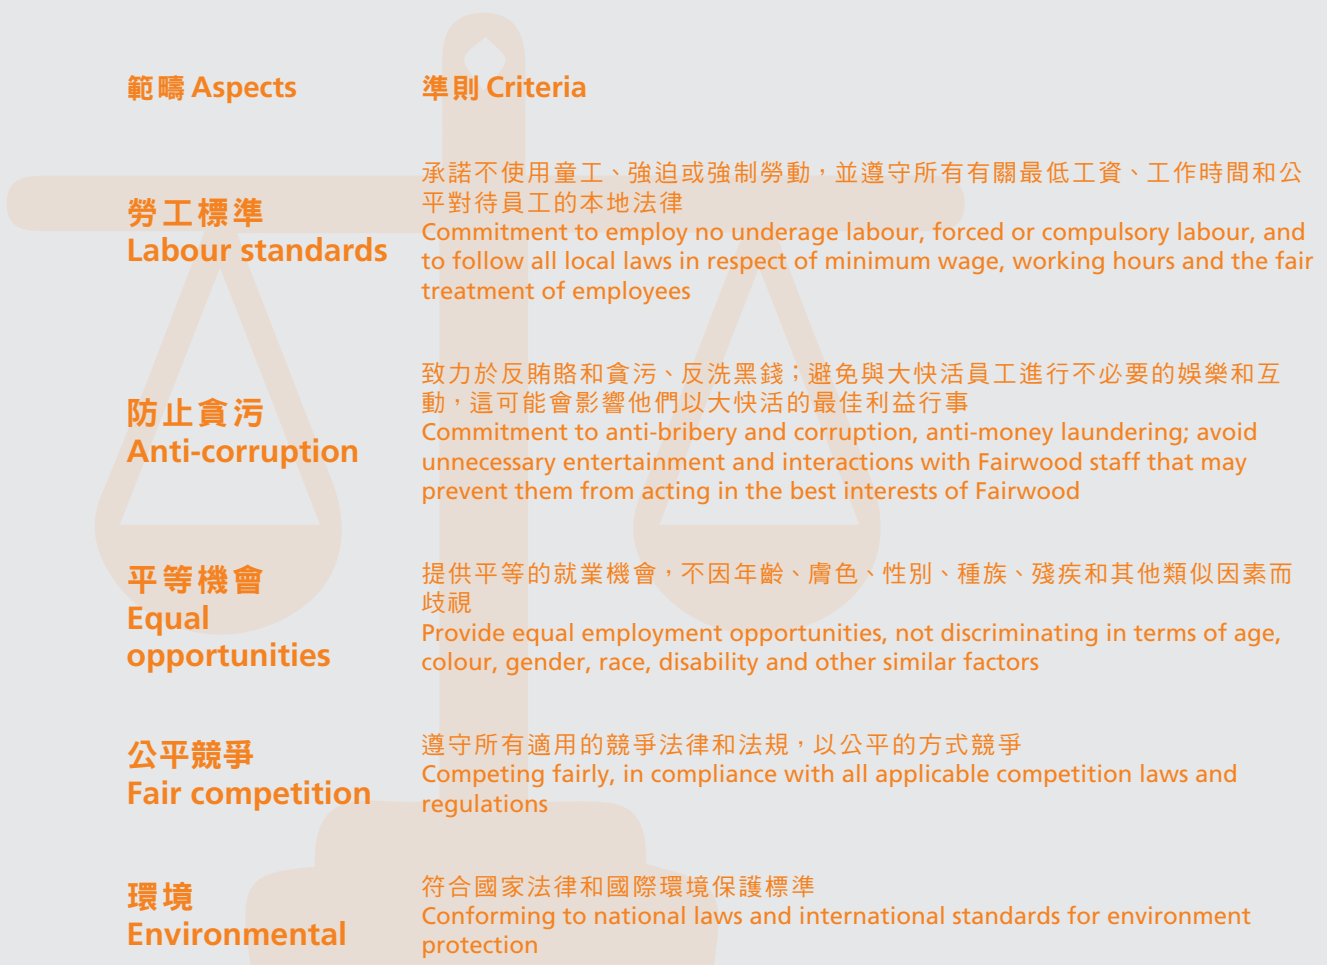 範疇 Aspects
準則 Criteria
勞工標準
Labour standards
承諾不使用童工、強迫或強制勞動，並遵守所有有關最低工資、工作時間和公
平對待員工的本地法律
Commitment to employ no underage labour, forced or compulsory labour, and
to follow all local laws in respect of minimum wage, working hours and the fair
treatment of employees
防止貪污
Anti-corruption
致力於反賄賂和貪污、反洗黑錢；避免與大快活員工進行不必要的娛樂和互
動，這可能會影響他們以大快活的最佳利益行事
Commitment to anti-bribery and corruption, anti-money laundering; avoid
unnecessary entertainment and interactions with Fairwood staff that may
prevent them from acting in the best interests of Fairwood
平等機會
Equal
opportunities
提供平等的就業機會，不因年齡、膚色、性別、種族、殘疾和其他類似因素而
歧視
Provide equal employment opportunities, not discriminating in terms of age,
colour, gender, race, disability and other similar factors
公平競爭
Fair competition
遵守所有適用的競爭法律和法規，以公平的方式競爭
Competing fairly, in compliance with all applicable competition laws and
regulations
環境
Environmental
符合國家法律和國際環境保護標準
Conforming to national laws and international standards for environment
protection